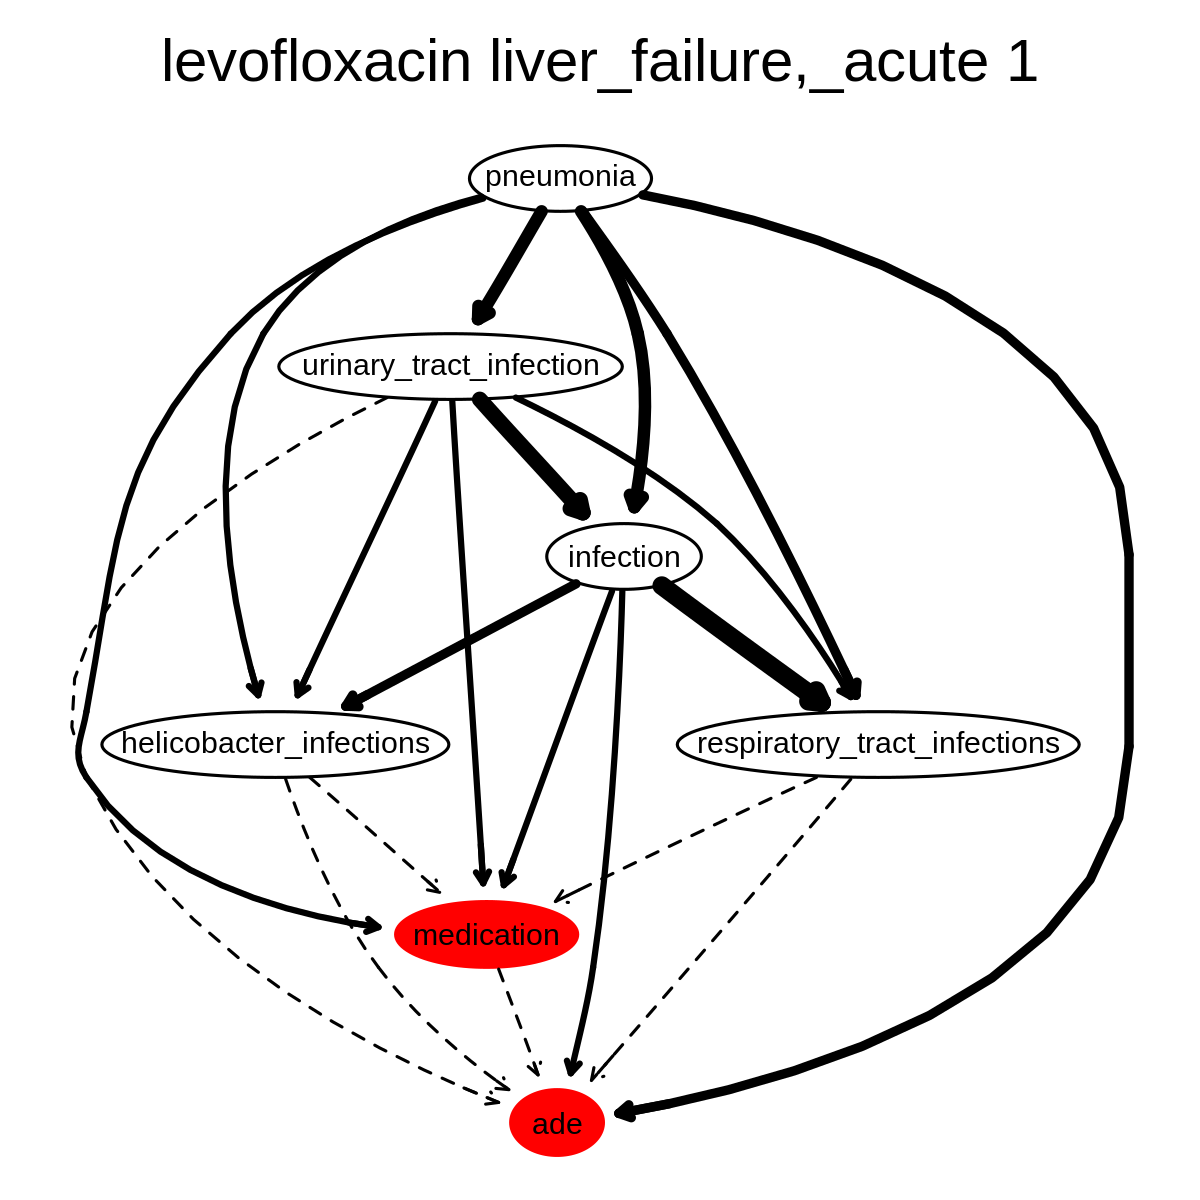 levofloxacin liver_failure,_acute 1
pneumonia
urinary_tract_infection
infection
helicobacter_infections
respiratory_tract_infections
medication
ade